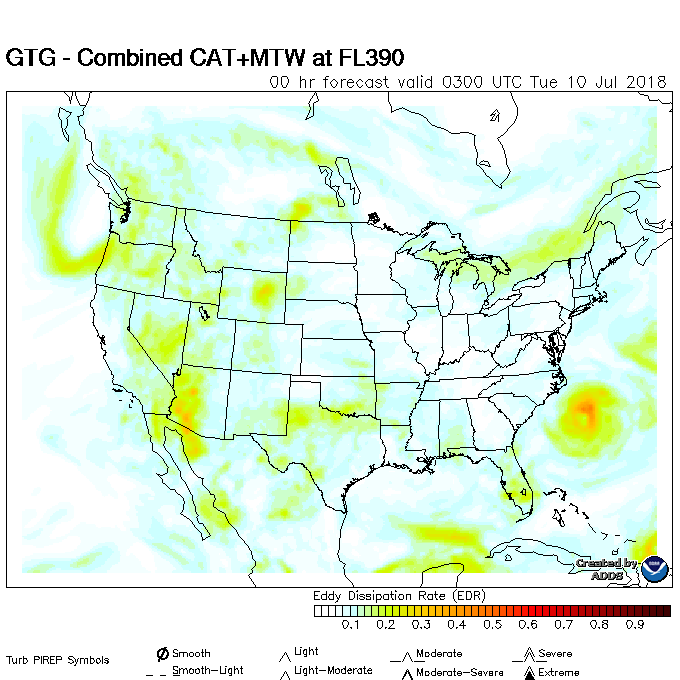 GTG - Combined CAT+MTW at FL390
00 hr forecast valid 0300 UTC Tue 10 Jul 2018
Created by
ADDS
Eddy Dissipation Rate (EDR)
0.1 0.2 0.3 0.4 0.5 0.6 0.7 0.8 0.9
Turb PIREP Symbols
Smooth Light Moderate Severe
Smooth-Light Light-Moderate Moderate-Severe Extreme